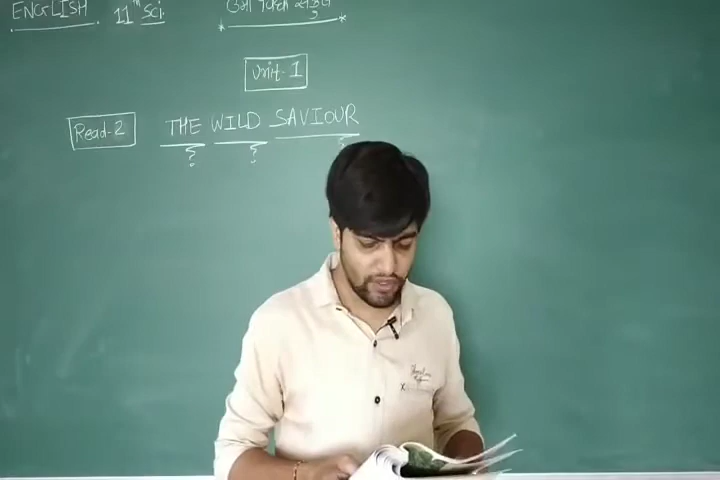 ENGLISH 11th Sci.
Unit-1
Read-2 THE WILD SAVIOUR
? ? ?